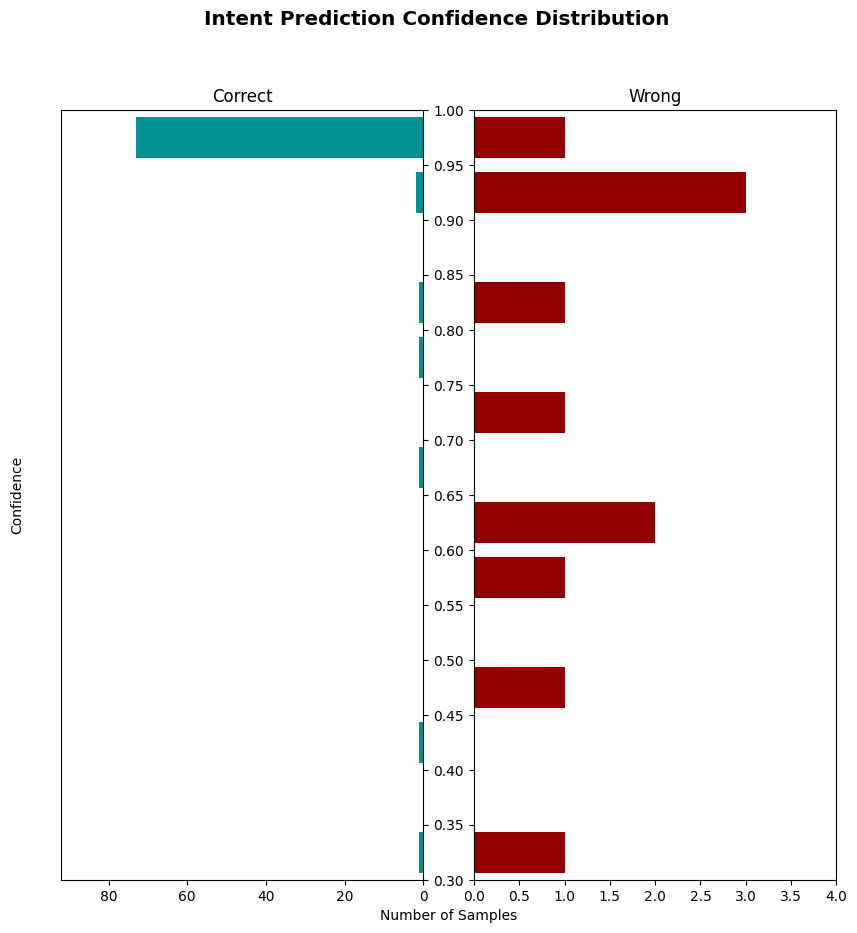 Intent Prediction Confidence Distribution
Correct
Wrong
1.00
0.95
0.90
0.85
0.80
0.75
0.70
0.65
0.60
0.55
0.50
0.45
0.40
0.35
0.30
Confidence
80 60 40 20 0
0.0 0.5 1.0 1.5 2.0 2.5 3.0 3.5 4.0
Number of Samples